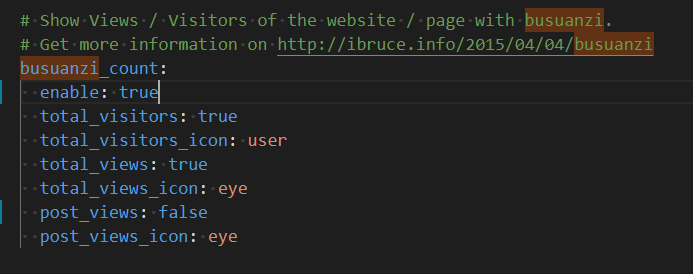 # Show Views / Visitors of the website / page with busuanzi.
# Get more information on http://ibruce.info/2015/04/04/busuanzi
busuanzi_count:
enable: true
total_visitors: true
total_visitors_icon: user
total_views: true
total_views_icon: eye
post_views: false
post_views_icon: eye